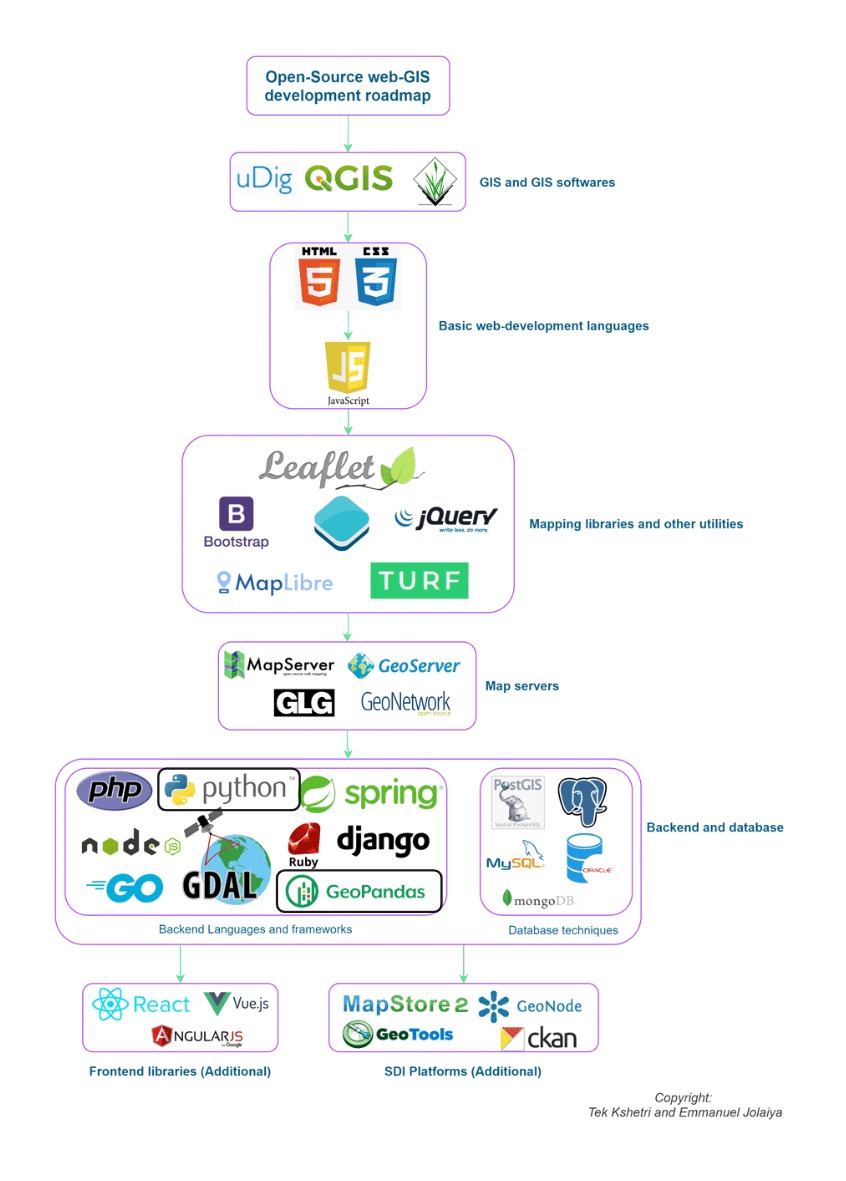 Open-Source web-GIS
development roadmap
uDig QGIS
GIS and GIS softwares
HTML CSS
5 3
Basic web-development languages
JS
JavaScript
Leaflet
B
Bootstrap
jQuery
write less, do more.
Mapping libraries and other utilities
MapLibre
TURF
MapServer
open source web mapping
GeoServer
Map servers
GLG
GeoNetwork
open source
php
python™
spring®
node
JS
GDAL
Ruby
django
GO
GeoPandas
Backend Languages and frameworks
PostGIS
Spatial PostgreSQL
MySQL
ORACLE
mongoDB
Database techniques
Backend and database
React
Vue.js
A
NGULARJS
by Google
Frontend libraries (Additional)
MapStore 2
GeoNode
GeoTools
ckan
SDI Platforms (Additional)
Copyright:
Tek Kshetri and Emmanuel Jolaiya